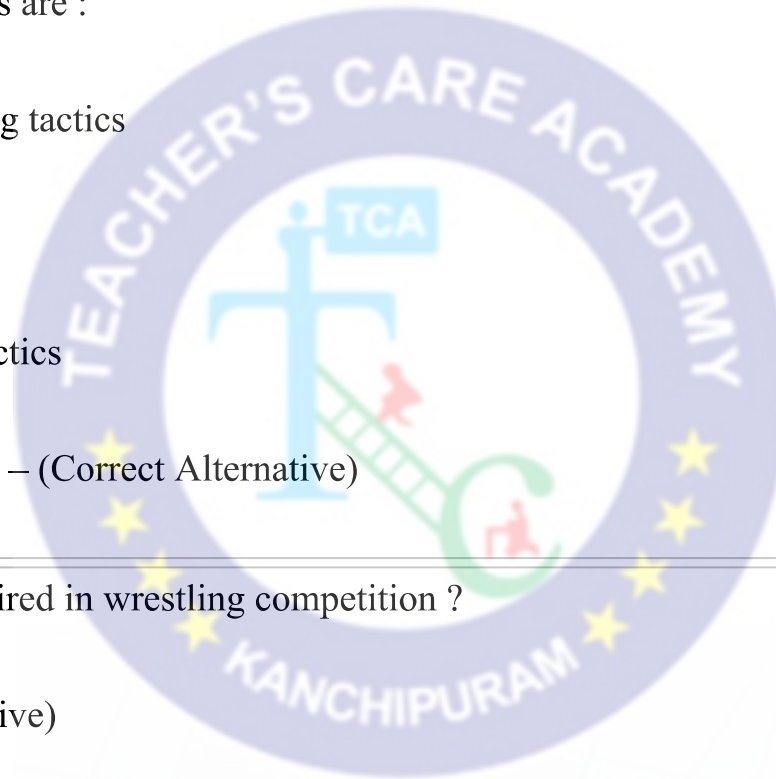 s are :
g tactics
ctics
– (Correct Alternative)
ired in wrestling competition ?
ive)
TEACHER'S CARE ACADEMY
TCA
KANCHIPURAM